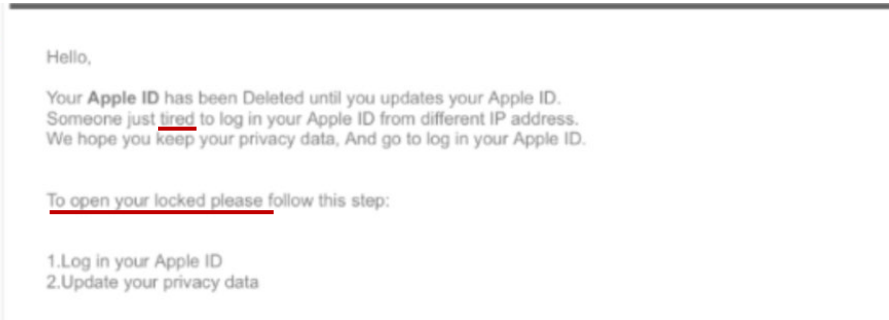 Hello,
Your Apple ID has been Deleted until you updates your Apple ID.
Someone just tired to log in your Apple ID from different IP address.
We hope you keep your privacy data, And go to log in your Apple ID.
To open your locked please follow this step:
1.Log in your Apple ID
2.Update your privacy data